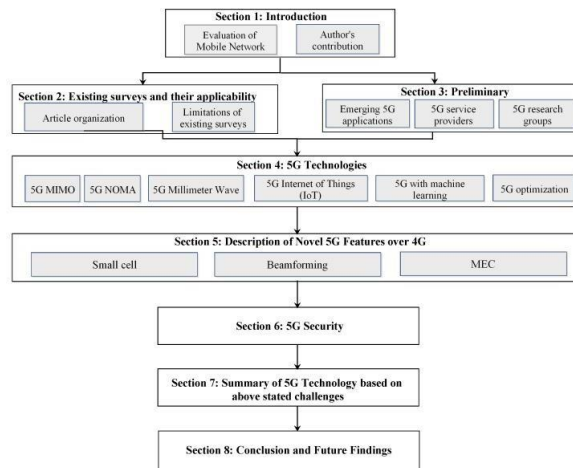 Section 1: Introduction
Evaluation of
Mobile Network
Author's
contribution
Section 2: Existing surveys and their applicability
Article organization
Limitations of
existing surveys
Section 3: Preliminary
Emerging 5G
applications
5G service
providers
5G research
groups
Section 4: 5G Technologies
5G MIMO
5G NOMA
5G Millimeter Wave
5G Internet of Things
(IoT)
5G with machine
learning
5G optimization
Section 5: Description of Novel 5G Features over 4G
Small cell
Beamforming
MEC
Section 6: 5G Security
Section 7: Summary of 5G Technology based on
above stated challenges
Section 8: Conclusion and Future Findings